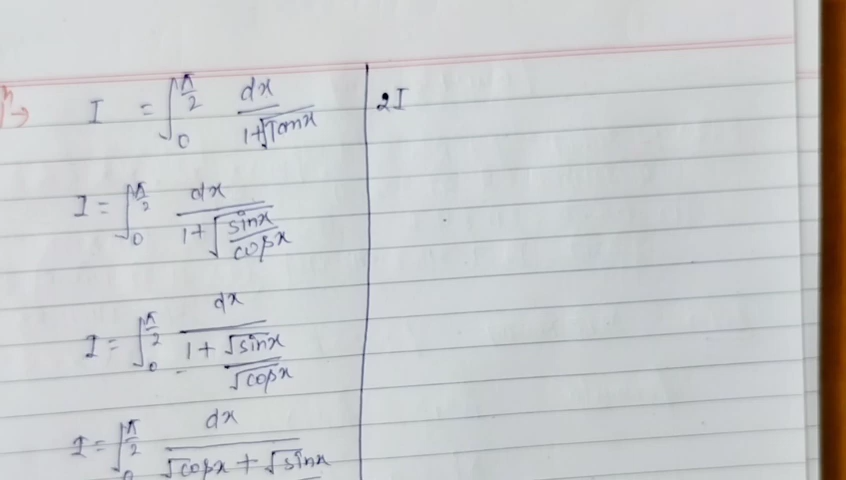 I = ∫₀^{π/2} dx / (1+√Tanx)
I = ∫₀^{π/2} dx / (1+√(sinx/cosx))
I = ∫₀^{π/2} dx / (1 + √sinx/√cosx)
I = ∫₀^{π/2} dx / (√cosx + √sinx)
2I